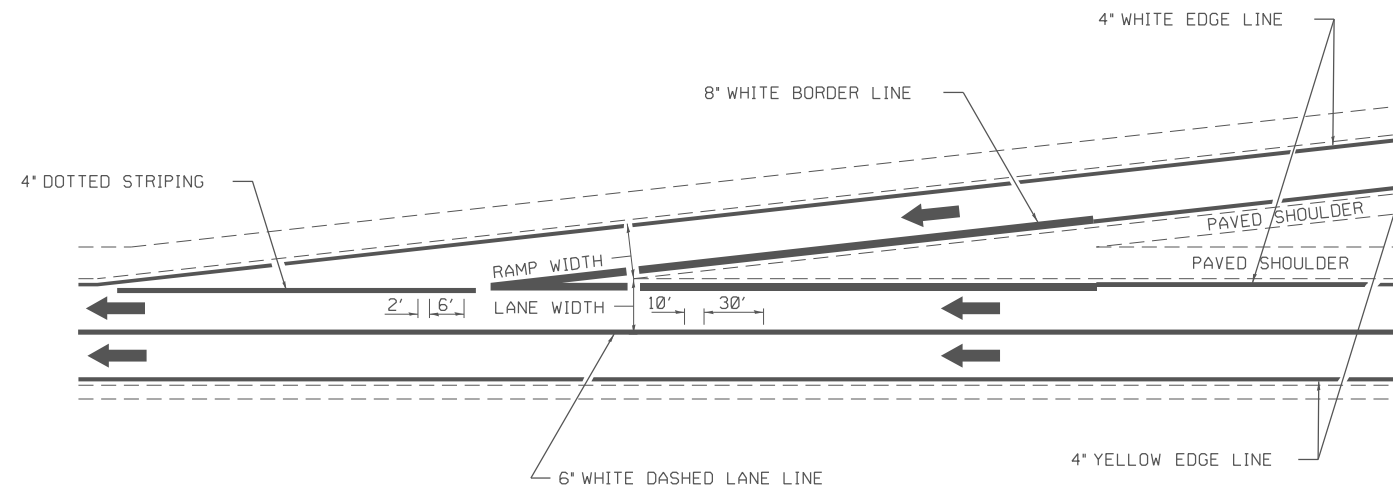 4" WHITE EDGE LINE
8" WHITE BORDER LINE
4" DOTTED STRIPING
PAVED SHOULDER
RAMP WIDTH
PAVED SHOULDER
2' 6' LANE WIDTH 10' 30'
4" YELLOW EDGE LINE
6" WHITE DASHED LANE LINE